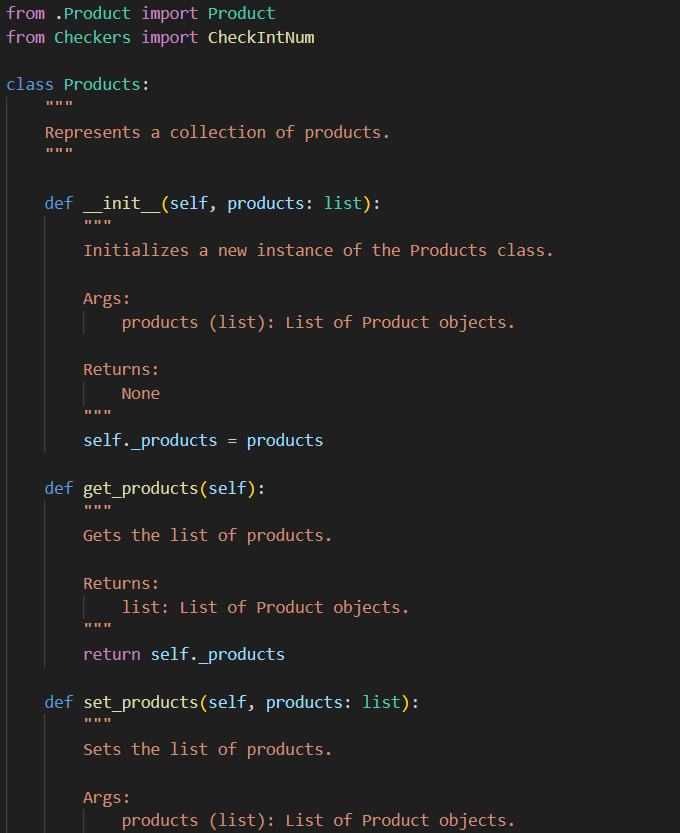 from .Product import Product
from Checkers import CheckIntNum
class Products:
"""
Represents a collection of products.
"""
def __init__(self, products: list):
"""
Initializes a new instance of the Products class.
Args:
products (list): List of Product objects.
Returns:
None
"""
self._products = products
def get_products(self):
"""
Gets the list of products.
Returns:
list: List of Product objects.
"""
return self._products
def set_products(self, products: list):
"""
Sets the list of products.
Args:
products (list): List of Product objects.